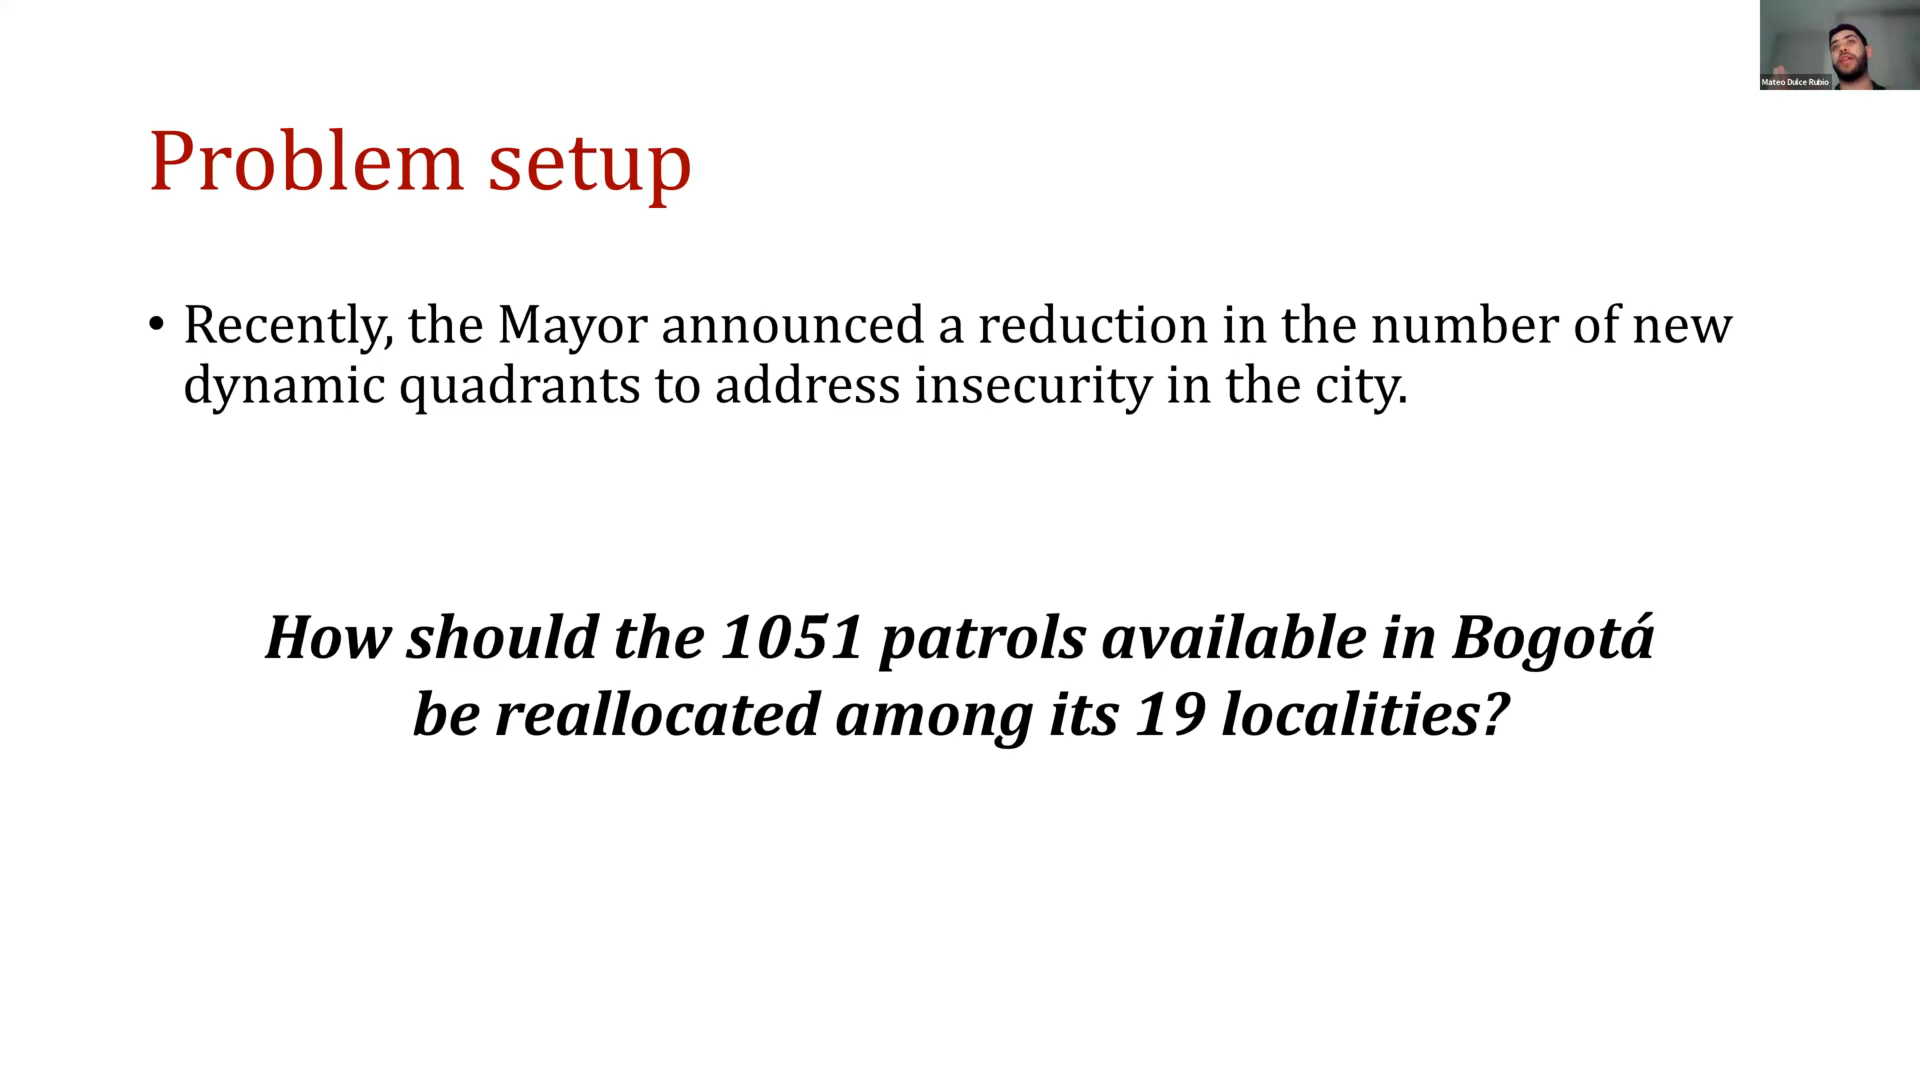 Mateo Dulce Rubio
Problem setup
• Recently, the Mayor announced a reduction in the number of new
dynamic quadrants to address insecurity in the city.
How should the 1051 patrols available in Bogotá
be reallocated among its 19 localities?